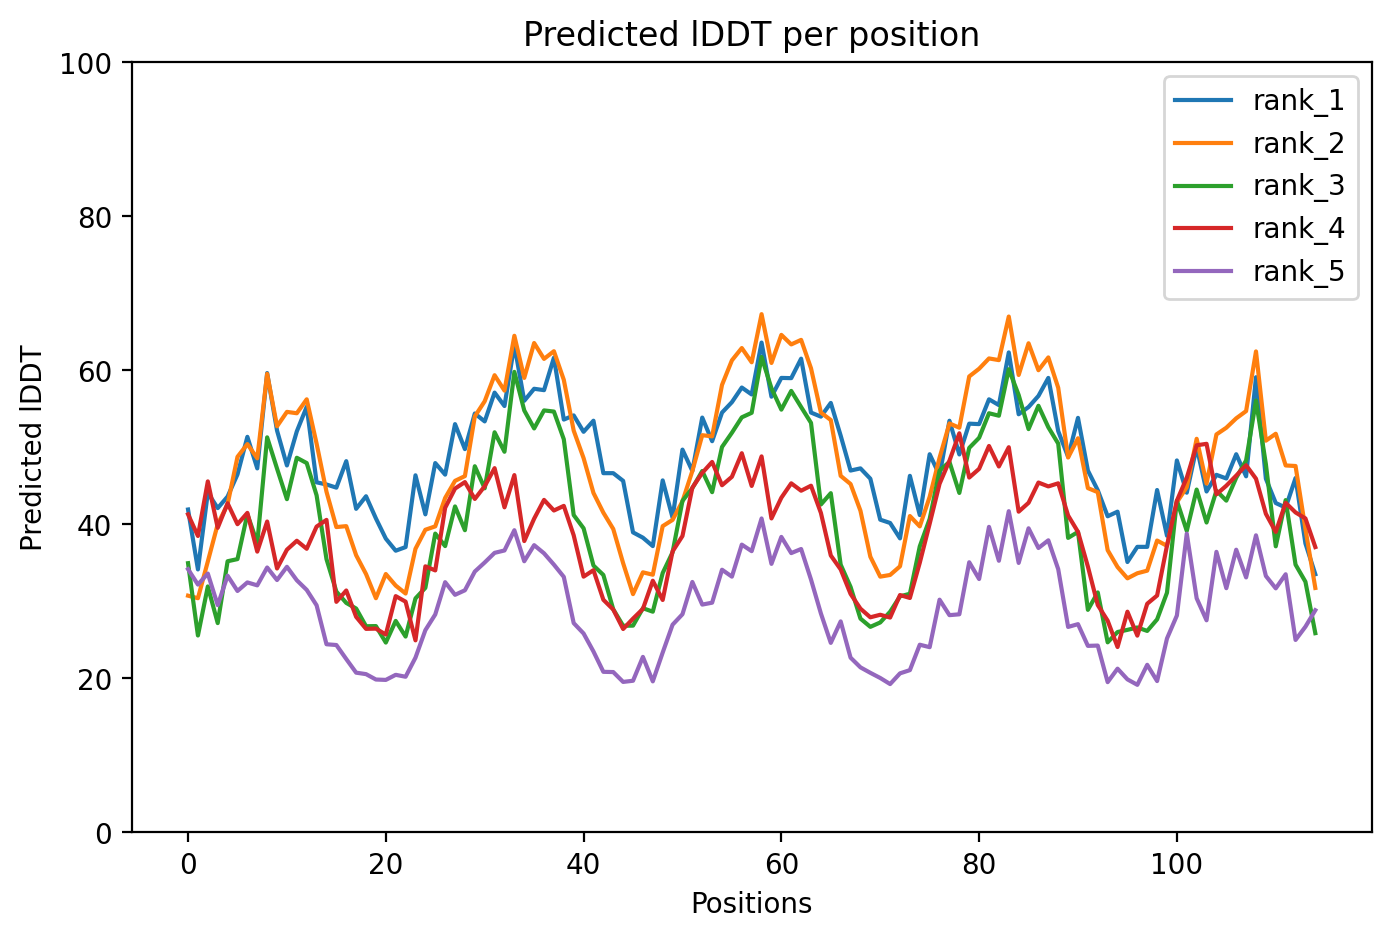 Predicted lDDT per position
100
80
60
40
20
0
Predicted lDDT
rank_1
rank_2
rank_3
rank_4
rank_5
0 20 40 60 80 100
Positions